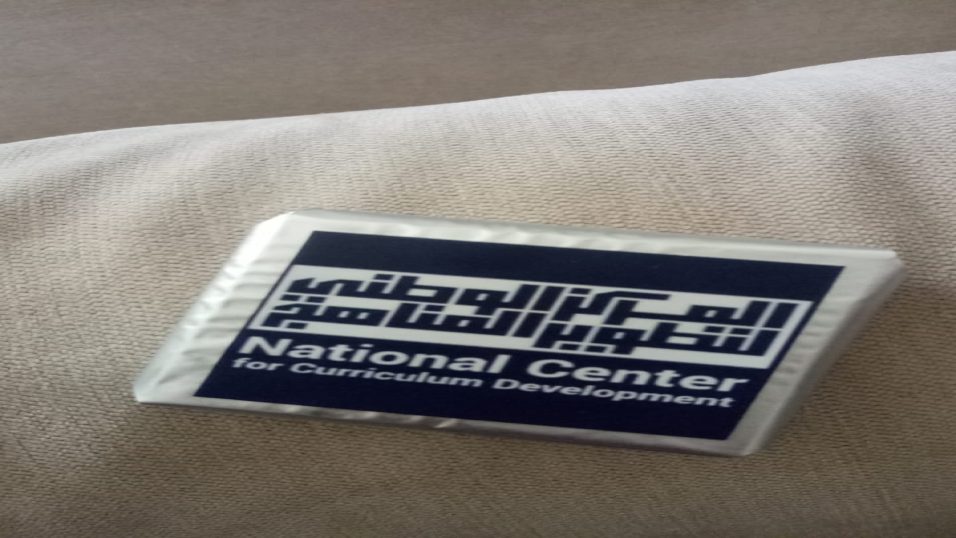 المركز الوطني
لتطوير المناهج
National Center
for Curriculum Development